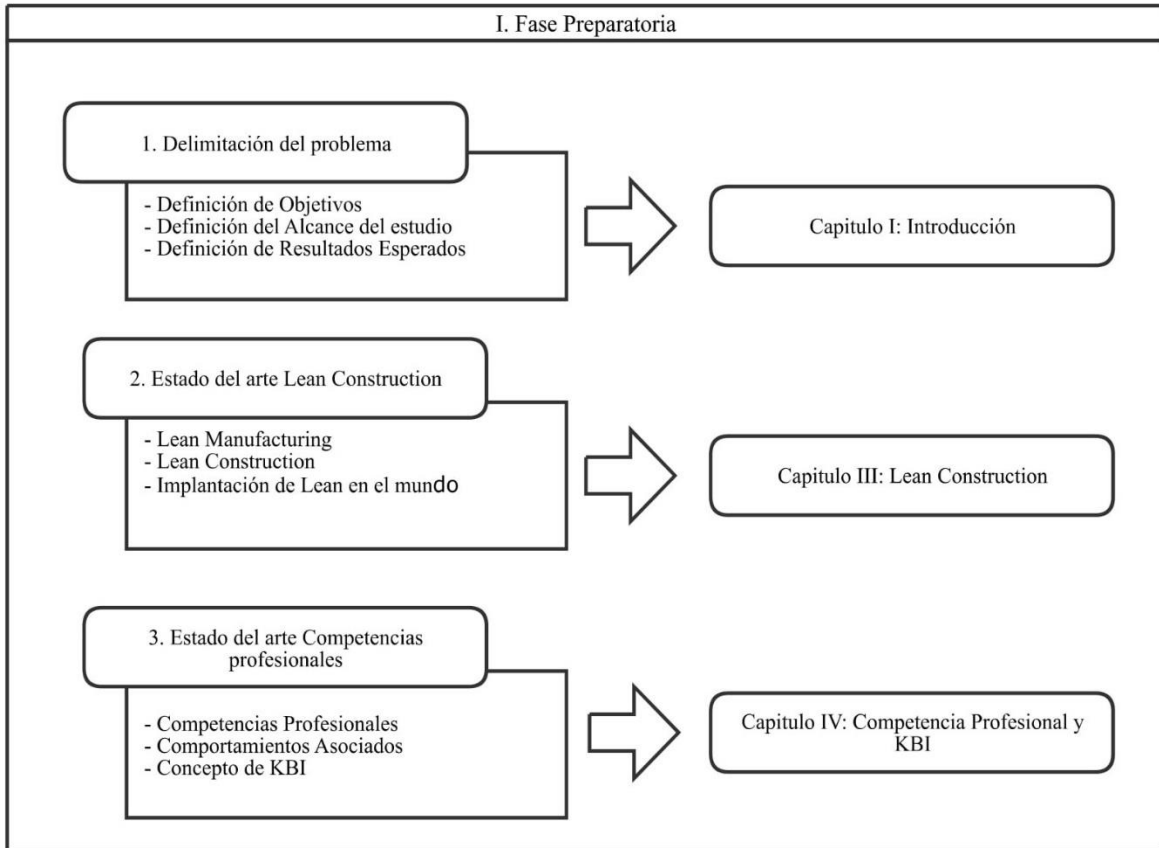 I. Fase Preparatoria
1. Delimitación del problema
- Definición de Objetivos
- Definición del Alcance del estudio
- Definición de Resultados Esperados
Capitulo I: Introducción
2. Estado del arte Lean Construction
- Lean Manufacturing
- Lean Construction
- Implantación de Lean en el mundo
Capitulo III: Lean Construction
3. Estado del arte Competencias
profesionales
- Competencias Profesionales
- Comportamientos Asociados
- Concepto de KBI
Capitulo IV: Competencia Profesional y
KBI